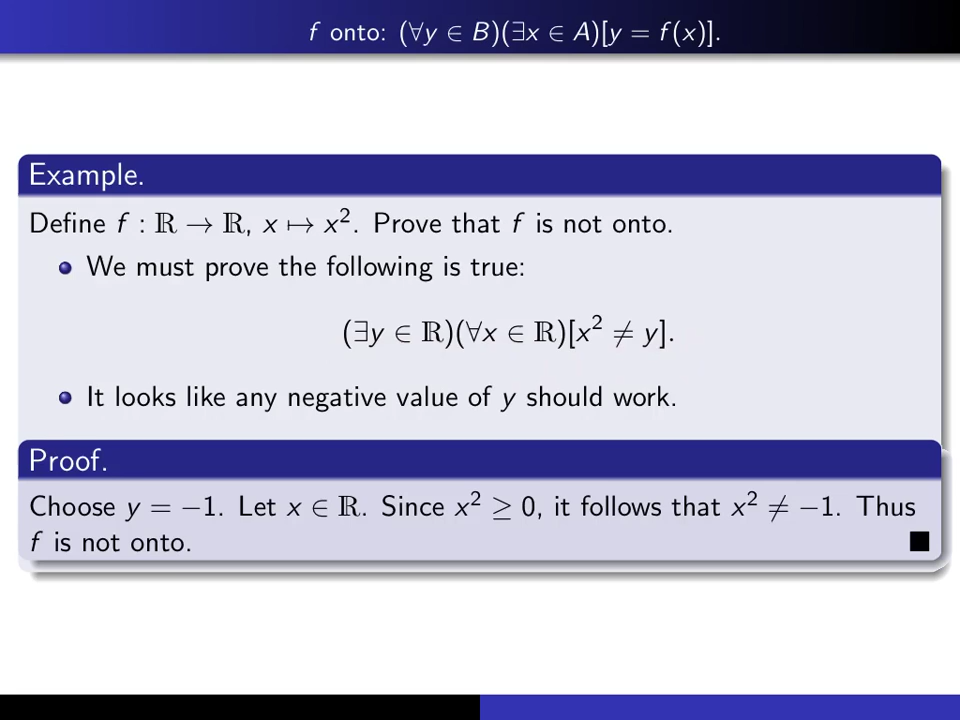 f onto: (∀y ∈ B)(∃x ∈ A)[y = f(x)].
Example.
Define f : ℝ → ℝ, x ↦ x². Prove that f is not onto.
We must prove the following is true:
(∃y ∈ ℝ)(∀x ∈ ℝ)[x² ≠ y].
It looks like any negative value of y should work.
Proof.
Choose y = −1. Let x ∈ ℝ. Since x² ≥ 0, it follows that x² ≠ −1. Thus
f is not onto. ■